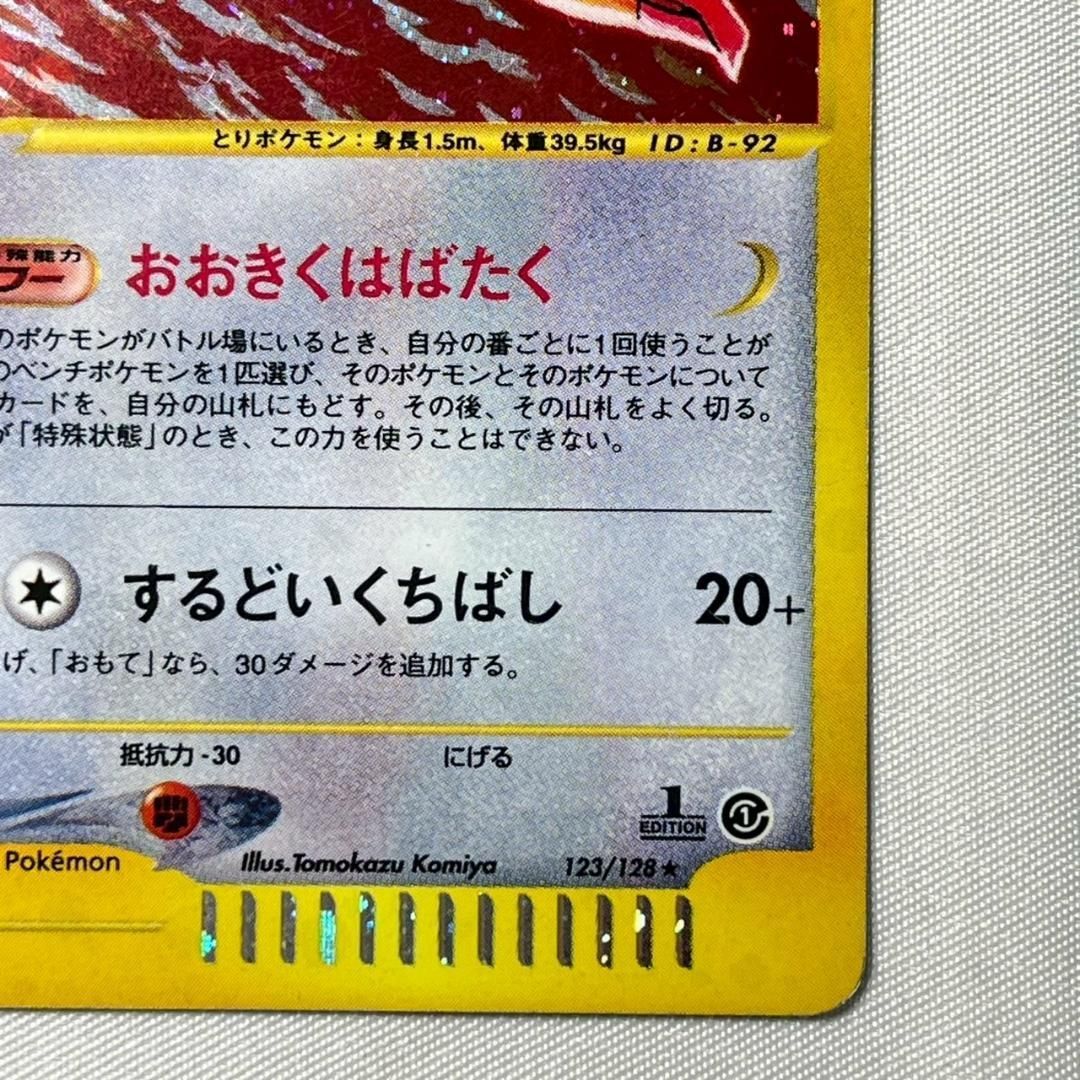 とりポケモン：身長1.5m、体重39.5kg ID:B-92
殊能力
おおきくはばたく
のポケモンがバトル場にいるとき、自分の番ごとに1回使うことが
のベンチポケモンを1匹選び、そのポケモンとそのポケモンについて
カードを、自分の山札にもどす。その後、その山札をよく切る。
が「特殊状態」のとき、この力を使うことはできない。
するどいくちばし 20+
げ、「おもて」なら、30ダメージを追加する。
抵抗力 -30 にげる
1 EDITION
Pokémon Illus.Tomokazu Komiya 123/128★